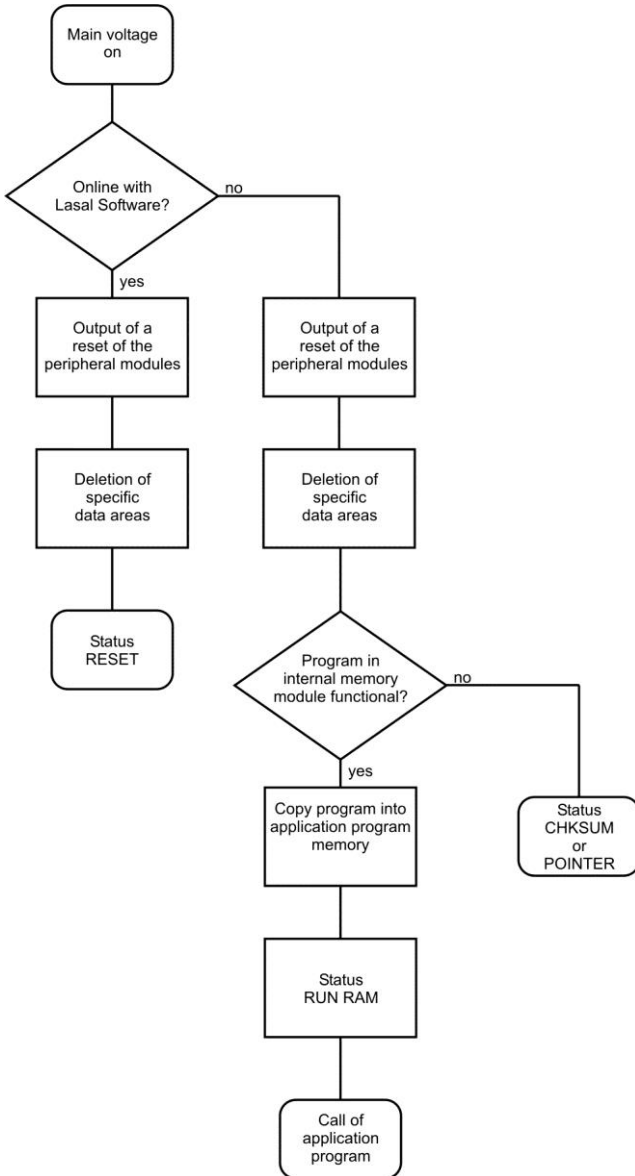 Main voltage
on
Online with
Lasal Software?
no
yes
Output of a
reset of the
peripheral modules
Output of a
reset of the
peripheral modules
Deletion of
specific
data areas
Deletion of
specific
data areas
Status
RESET
Program in
internal memory
module functional?
no
yes
Copy program into
application program
memory
Status
CHKSUM
or
POINTER
Status
RUN RAM
Call of
application
program